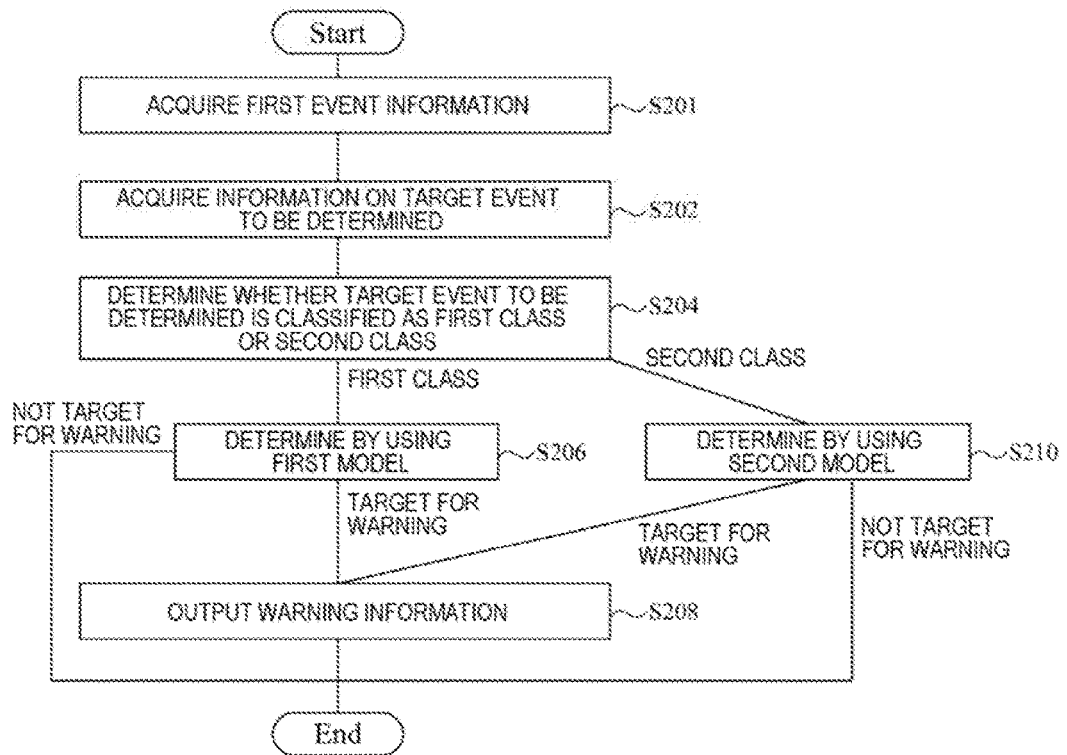 Start
ACQUIRE FIRST EVENT INFORMATION
S201
ACQUIRE INFORMATION ON TARGET EVENT
TO BE DETERMINED
S202
DETERMINE WHETHER TARGET EVENT TO BE
DETERMINED IS CLASSIFIED AS FIRST CLASS
OR SECOND CLASS
S204
FIRST CLASS
SECOND CLASS
NOT TARGET
FOR WARNING
DETERMINE BY USING
FIRST MODEL
S206
DETERMINE BY USING
SECOND MODEL
S210
TARGET FOR
WARNING
TARGET FOR
WARNING
NOT TARGET
FOR WARNING
OUTPUT WARNING INFORMATION
S208
End